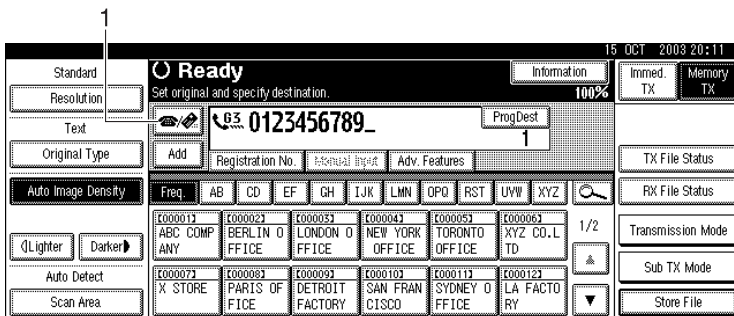 1
15 OCT 2003 20:11
Standard
Resolution
Text
Original Type
Auto Image Density
Lighter Darker
Auto Detect
Scan Area
Ready
Information
Set original and specify destination.
100%
G3 0123456789_
ProgDest
1
Add
Registration No. Manual Input Adv. Features
Freq. AB CD EF GH IJK LMN OPQ RST UVW XYZ
[00001] [00002] [00003] [00004] [00005] [00006]
ABC COMP BERLIN O LONDON O NEW YORK TORONTO XYZ CO.L
ANY FFICE FFICE OFFICE OFFICE TD
1/2
[00007] [00008] [00009] [00010] [00011] [00012]
X STORE PARIS OF DETROIT SAN FRAN SYDNEY O LA FACTO
FICE FACTORY CISCO FFICE RY
Immed. TX
Memory TX
TX File Status
RX File Status
Transmission Mode
Sub TX Mode
Store File